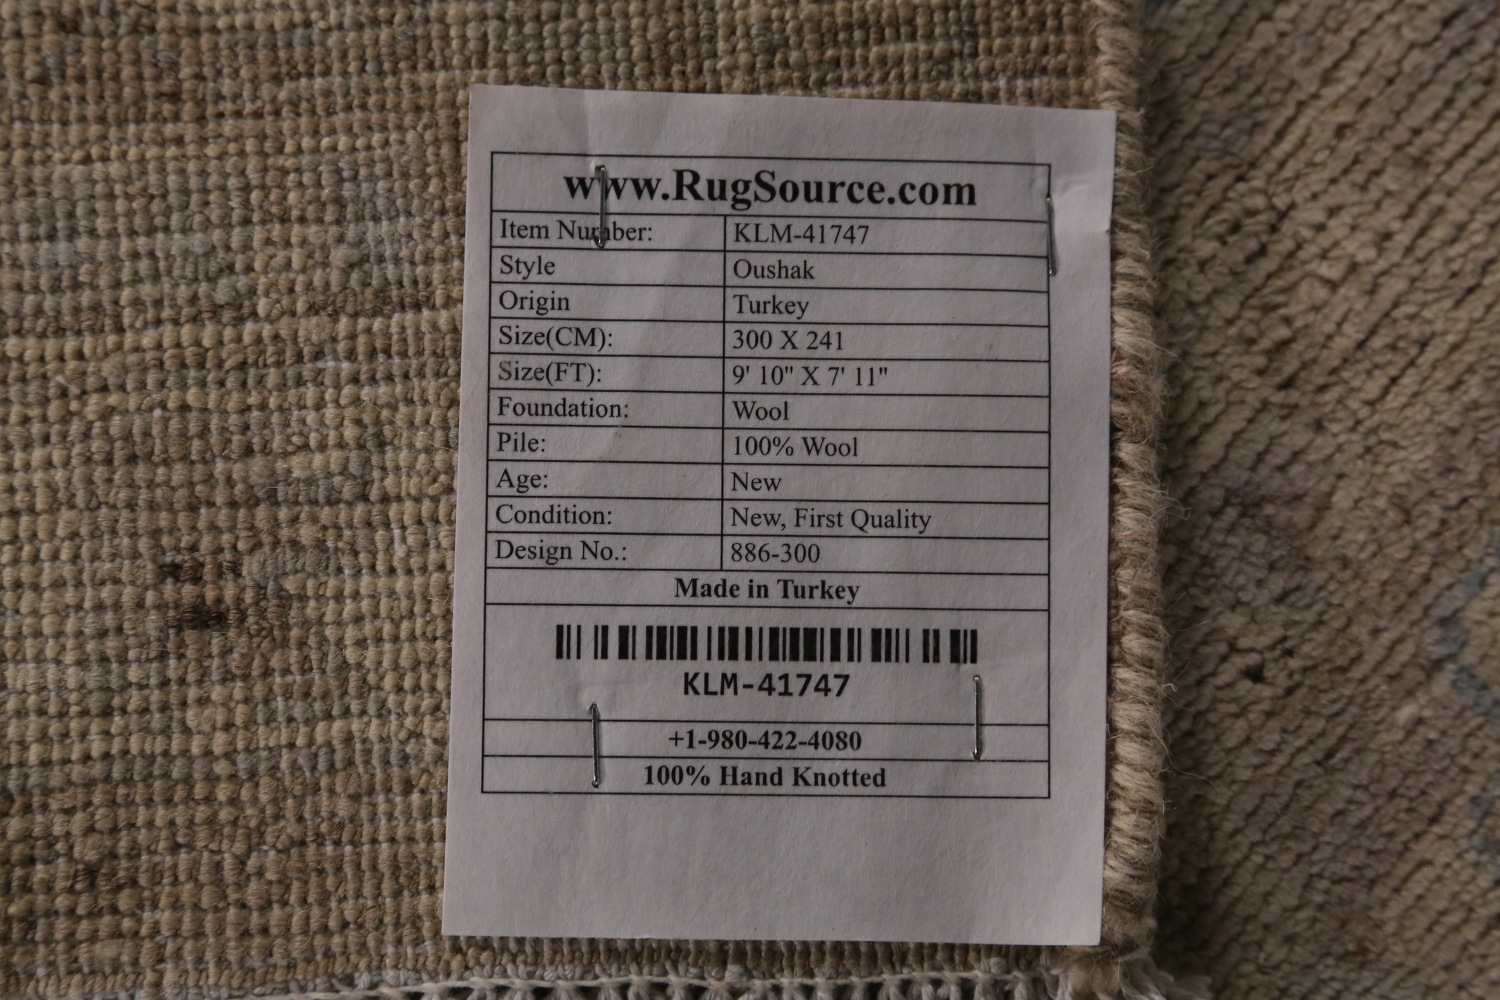 www.RugSource.com
Item Number: KLM-41747
Style Oushak
Origin Turkey
Size(CM): 300 X 241
Size(FT): 9' 10" X 7' 11"
Foundation: Wool
Pile: 100% Wool
Age: New
Condition: New, First Quality
Design No.: 886-300
Made in Turkey
KLM-41747
+1-980-422-4080
100% Hand Knotted